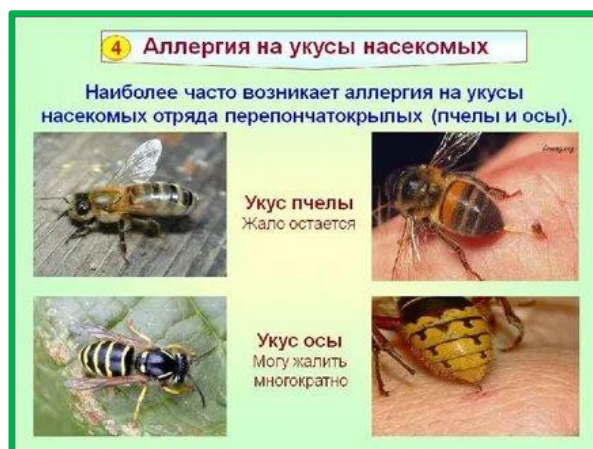 4 Аллергия на укусы насекомых
Наиболее часто возникает аллергия на укусы
насекомых отряда перепончатокрылых (пчелы и осы).
Укус пчелы
Жало остается
Укус осы
Могу жалить
многократно